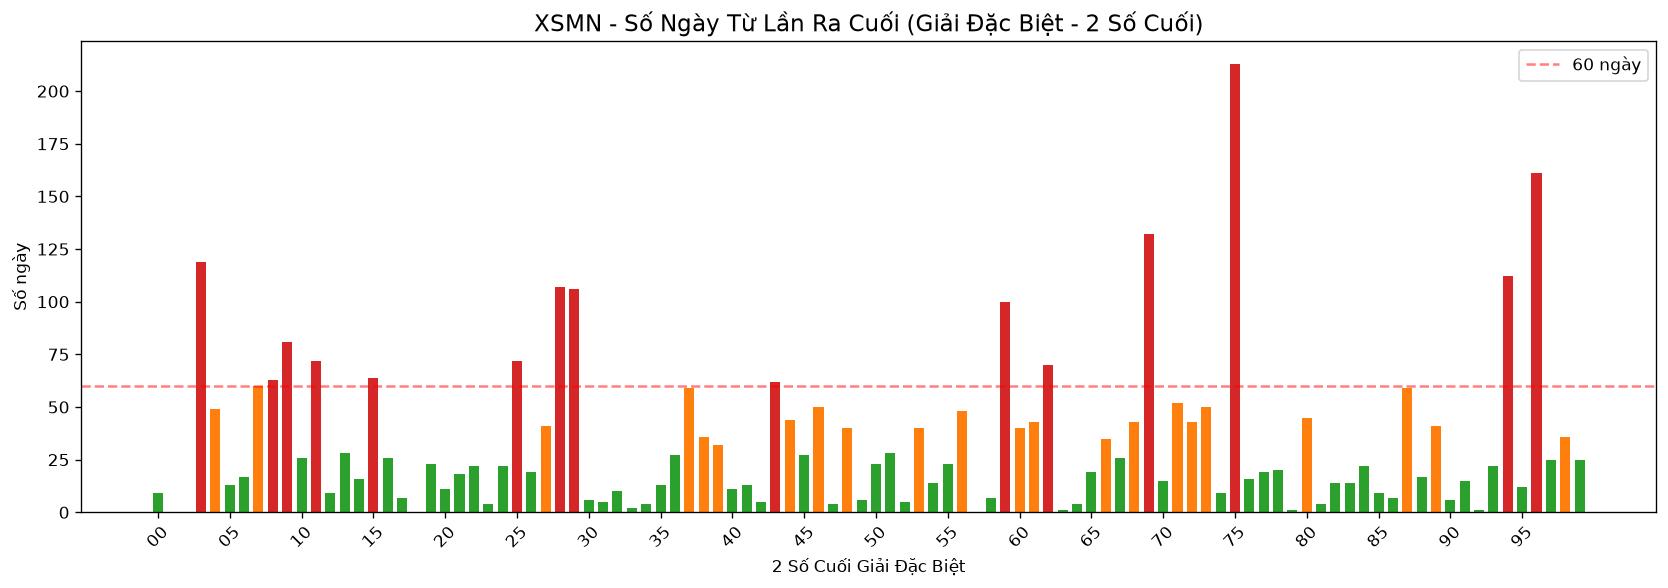 XSMN - Số Ngày Từ Lần Ra Cuối (Giải Đặc Biệt - 2 Số Cuối)
60 ngày
Số ngày
200
175
150
125
100
75
50
25
0
00 05 10 15 20 25 30 35 40 45 50 55 60 65 70 75 80 85 90 95
2 Số Cuối Giải Đặc Biệt